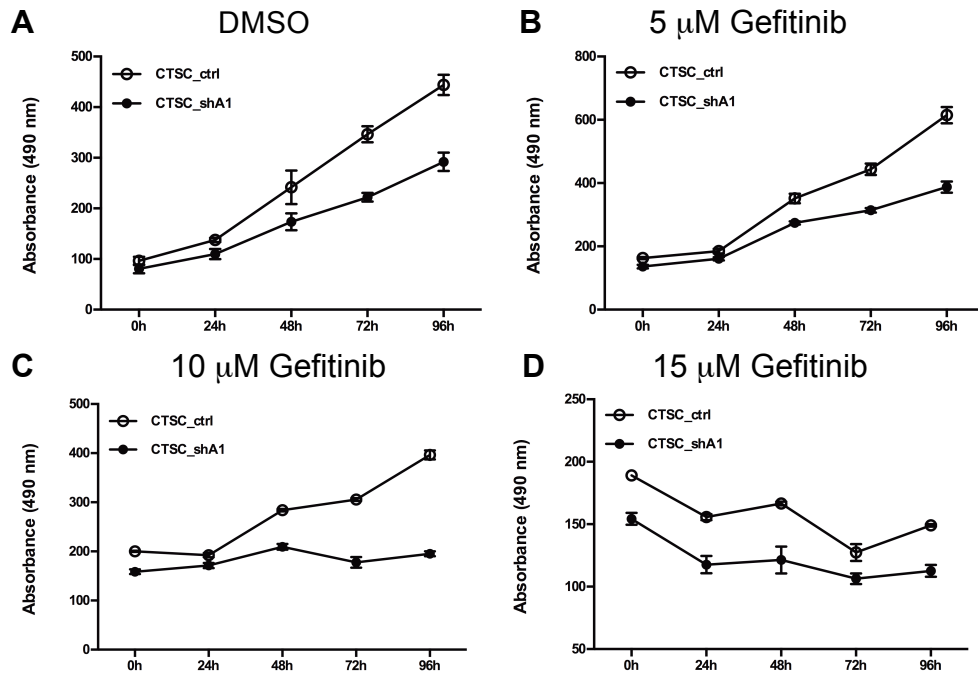 A
DMSO
Absorbance (490 nm)
500
400
300
200
100
0
CTSC_ctrl
CTSC_shA1
0h 24h 48h 72h 96h
B
5 μM Gefitinib
Absorbance (490 nm)
800
600
400
200
0
CTSC_ctrl
CTSC_shA1
0h 24h 48h 72h 96h
C
10 μM Gefitinib
Absorbance (490 nm)
500
400
300
200
100
0
CTSC_ctrl
CTSC_shA1
0h 24h 48h 72h 96h
D
15 μM Gefitinib
Absorbance (490 nm)
250
200
150
100
50
CTSC_ctrl
CTSC_shA1
0h 24h 48h 72h 96h